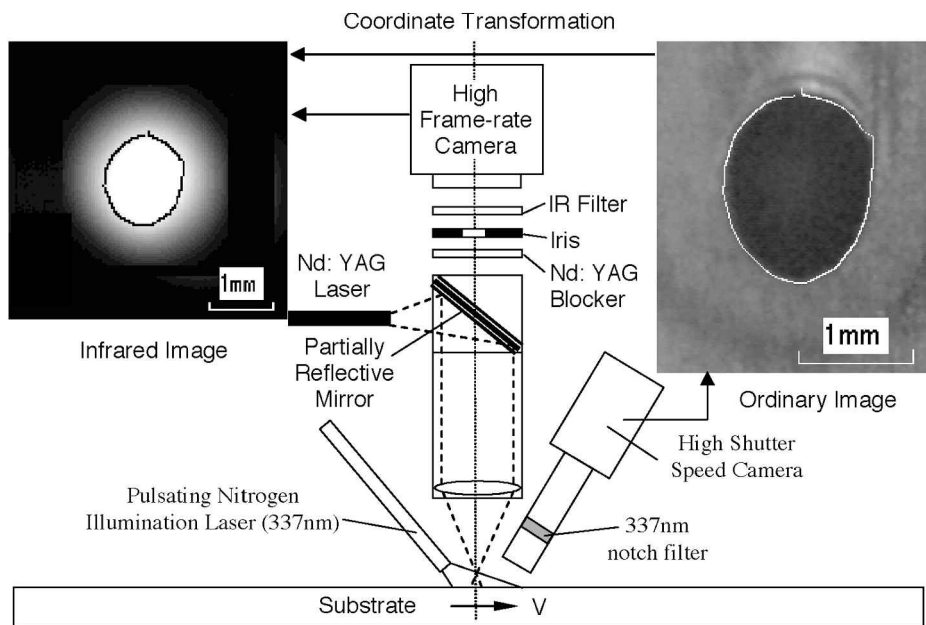 Coordinate Transformation
High
Frame-rate
Camera
IR Filter
Iris
Nd: YAG
Blocker
Nd: YAG
Laser
1mm
Infrared Image
Partially
Reflective
Mirror
1mm
Ordinary Image
High Shutter
Speed Camera
Pulsating Nitrogen
Illumination Laser (337nm)
337nm
notch filter
Substrate
V